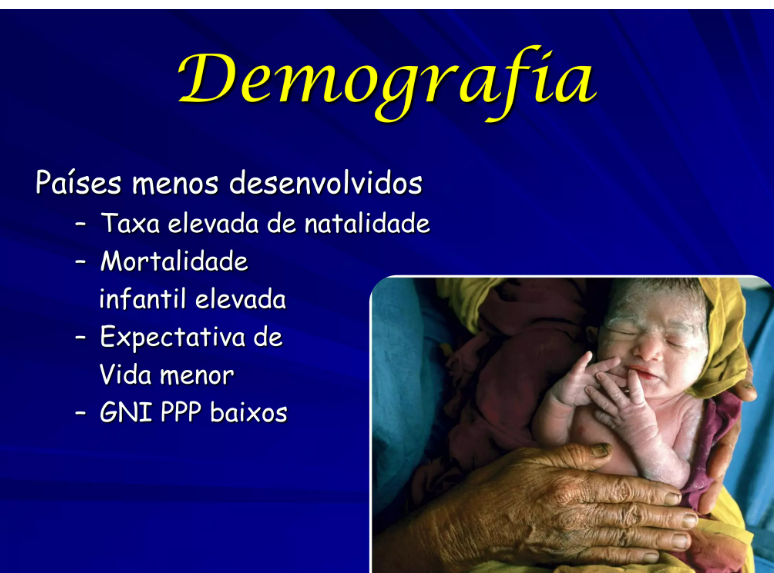 Demografia
Países menos desenvolvidos
– Taxa elevada de natalidade
– Mortalidade
infantil elevada
– Expectativa de
Vida menor
– GNI PPP baixos